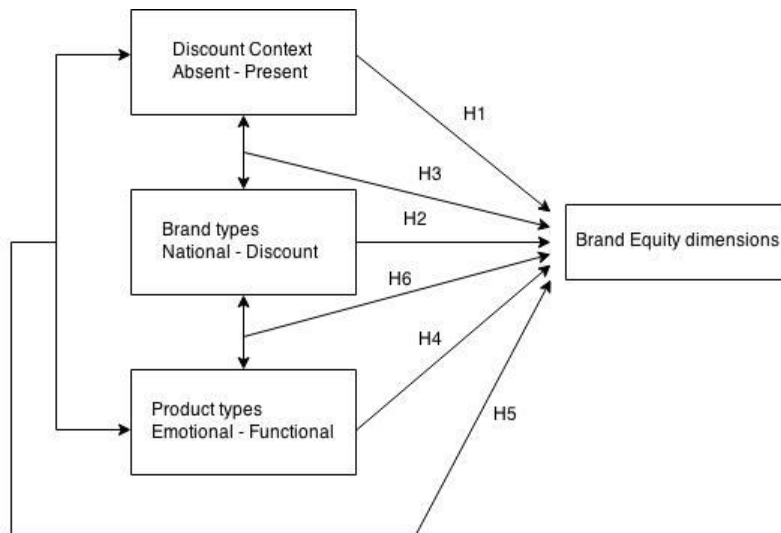 Discount Context
Absent - Present
H1
H3
Brand types
National - Discount
H2
Brand Equity dimensions
H6
H4
Product types
Emotional - Functional
H5